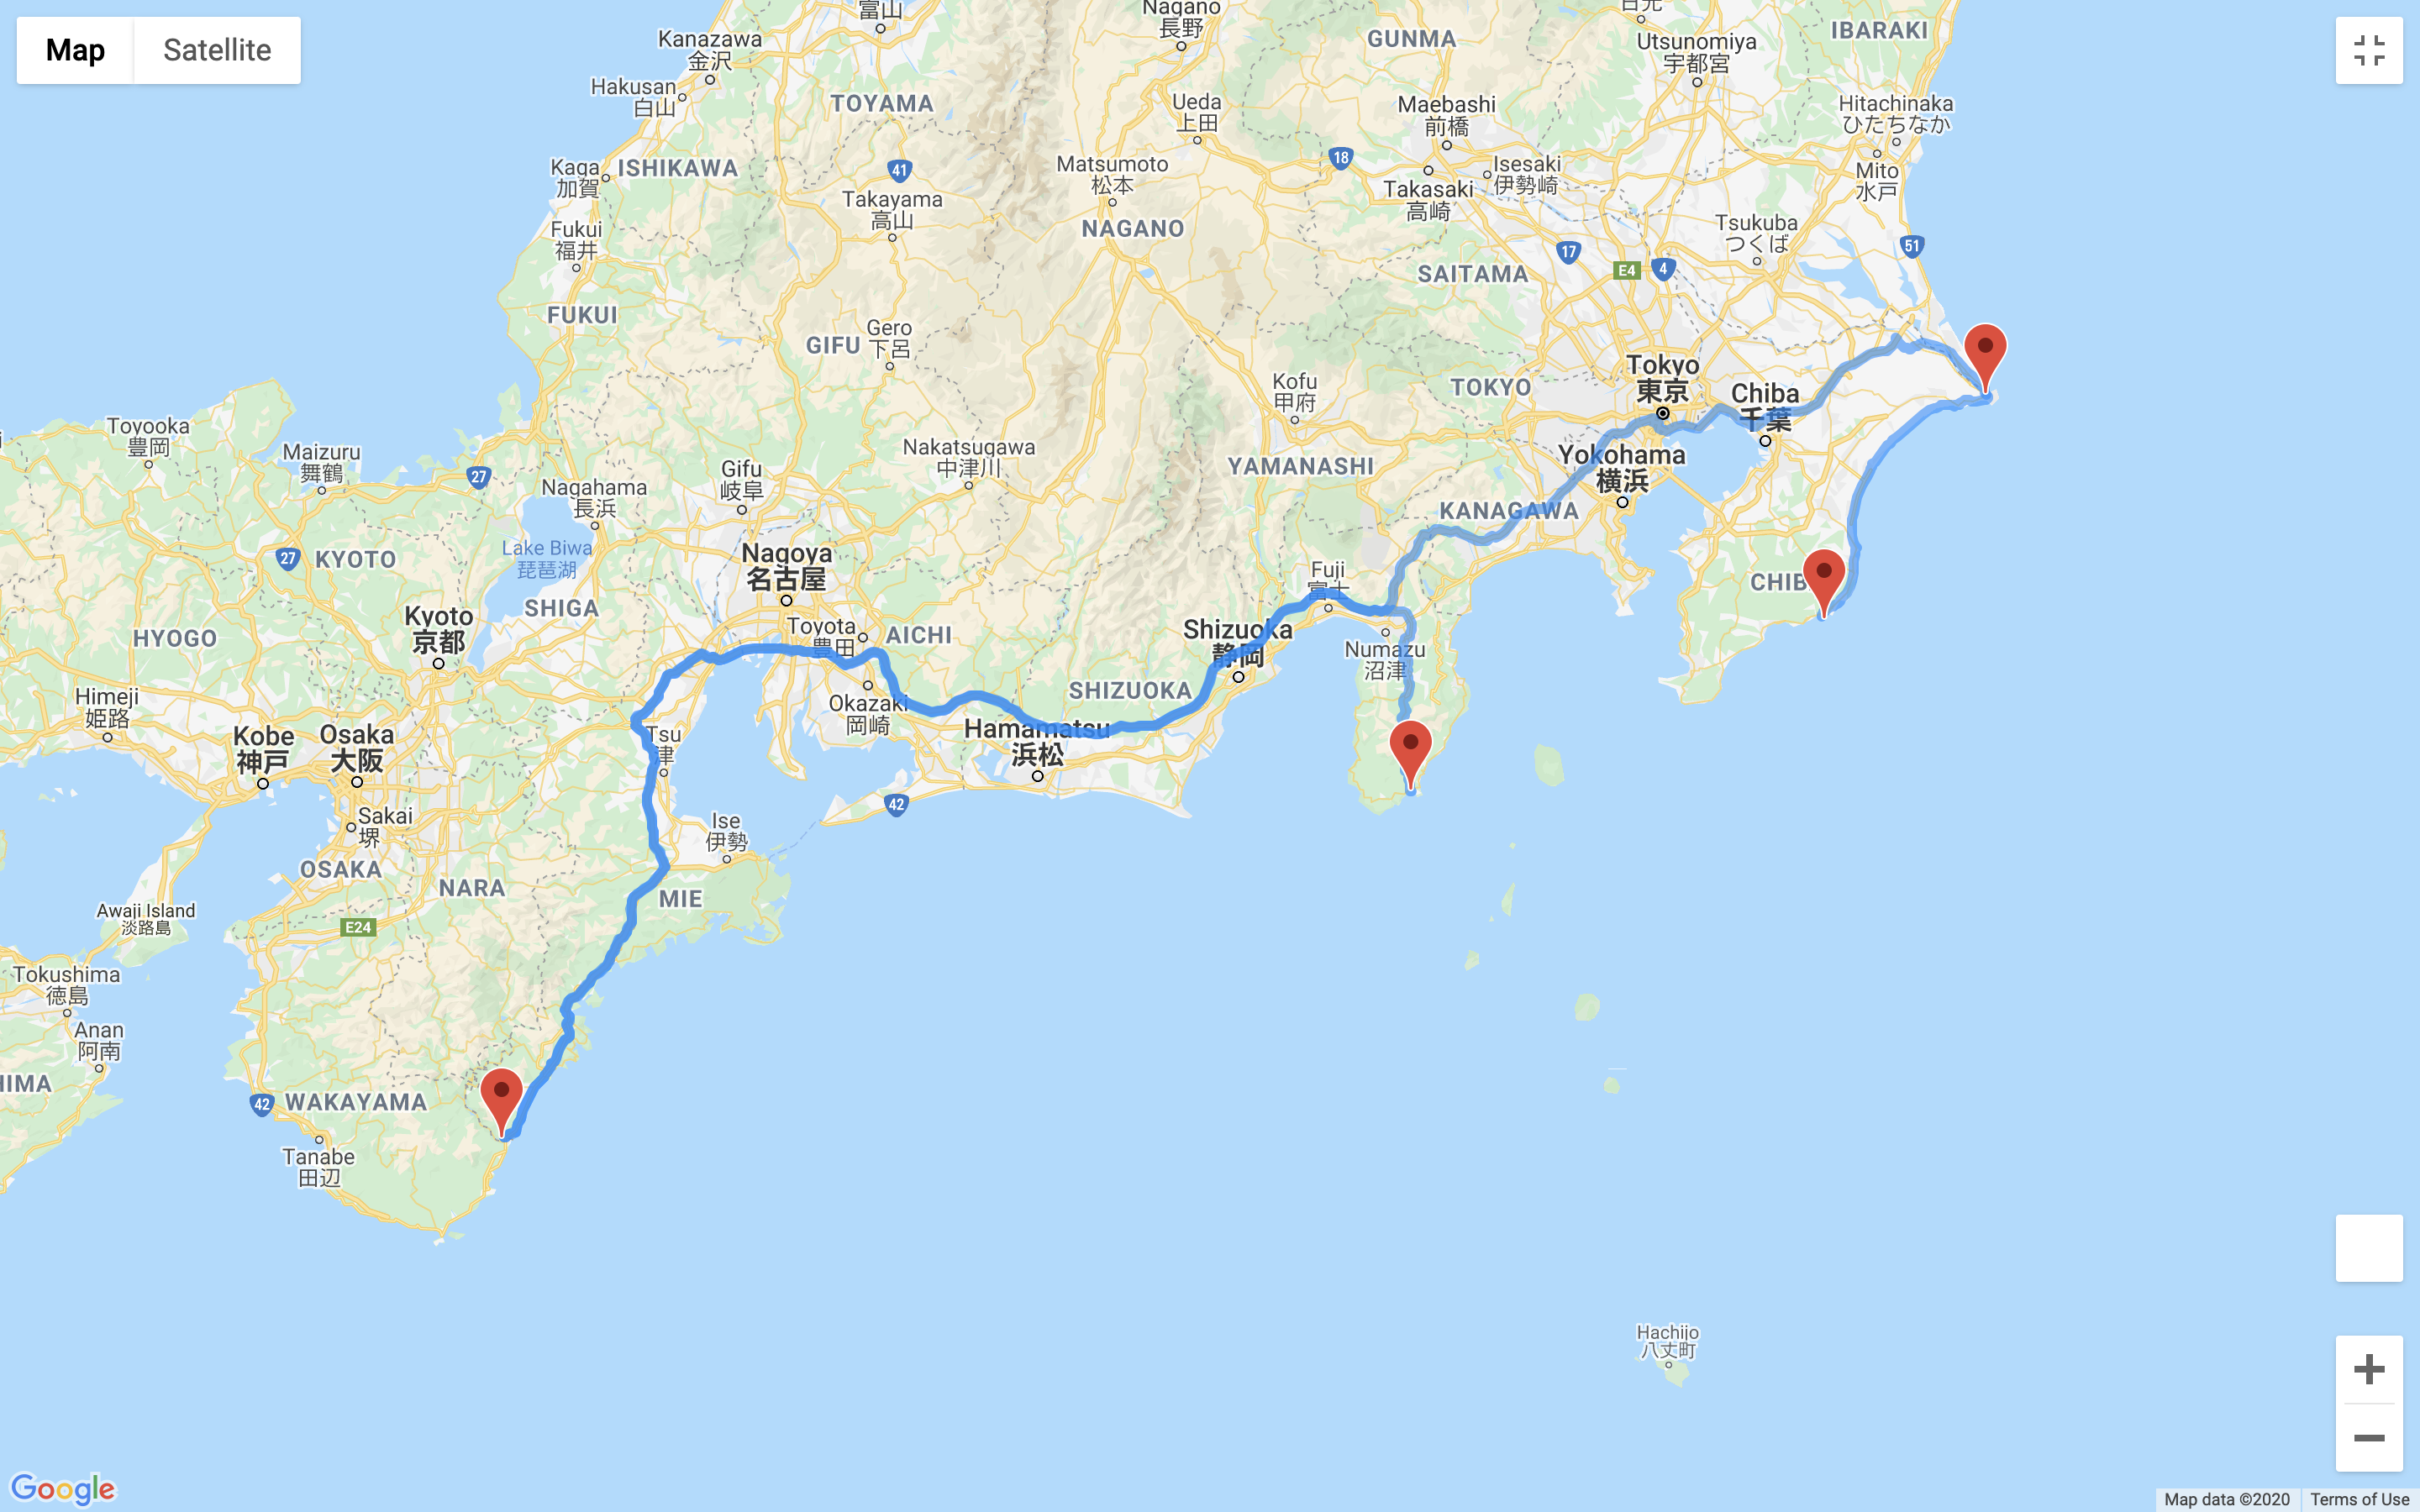 Map
Satellite
富山
Nagano
長野
日光
IBARAKI
Kanazawa
金沢
GUNMA
Utsunomiya
宇都宮
Hakusan
白山
TOYAMA
Ueda
上田
Maebashi
前橋
Hitachinaka
ひたちなか
Kaga
加賀
ISHIKAWA
41
Matsumoto
松本
18
Isesaki
伊勢崎
Mito
水戸
Takayama
高山
Takasaki
高崎
Fukui
福井
NAGANO
Tsukuba
つくば
17
51
SAITAMA
E4
4
FUKUI
GIFU
Gero
下呂
Tokyo
東京
TOKYO
Kofu
甲府
Chiba
千葉
Toyooka
豊岡
Maizuru
舞鶴
27
Nagahama
長浜
Gifu
岐阜
Nakatsugawa
中津川
YAMANASHI
Yokohama
横浜
KANAGAWA
27
KYOTO
Lake Biwa
琵琶湖
Nagoya
名古屋
Fuji
富士
CHIB
SHIGA
Kyoto
京都
HYOGO
Toyota
豊田
AICHI
Shizuoka
静岡
Numazu
沼津
Himeji
姫路
Okazaki
岡崎
SHIZUOKA
Kobe
神戸
Osaka
大阪
Tsu
津
Hamamatsu
浜松
Sakai
堺
Ise
伊勢
42
OSAKA
NARA
MIE
Awaji Island
淡路島
E24
Tokushima
徳島
Anan
阿南
HIMA
42
WAKAYAMA
Tanabe
田辺
Hachijo
八丈町
Google
Map data ©2020
Terms of Use